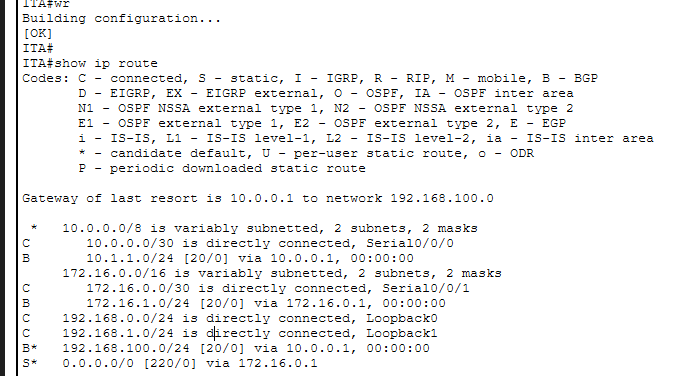 ITA#wr
Building configuration...
[OK]
ITA#
ITA#show ip route
Codes: C - connected, S - static, I - IGRP, R - RIP, M - mobile, B - BGP
       D - EIGRP, EX - EIGRP external, O - OSPF, IA - OSPF inter area
       N1 - OSPF NSSA external type 1, N2 - OSPF NSSA external type 2
       E1 - OSPF external type 1, E2 - OSPF external type 2, E - EGP
       i - IS-IS, L1 - IS-IS level-1, L2 - IS-IS level-2, ia - IS-IS inter area
       * - candidate default, U - per-user static route, o - ODR
       P - periodic downloaded static route

Gateway of last resort is 10.0.0.1 to network 192.168.100.0

 *   10.0.0.0/8 is variably subnetted, 2 subnets, 2 masks
C       10.0.0.0/30 is directly connected, Serial0/0/0
B       10.1.1.0/24 [20/0] via 10.0.0.1, 00:00:00
     172.16.0.0/16 is variably subnetted, 2 subnets, 2 masks
C       172.16.0.0/30 is directly connected, Serial0/0/1
B       172.16.1.0/24 [20/0] via 172.16.0.1, 00:00:00
C    192.168.0.0/24 is directly connected, Loopback0
C    192.168.1.0/24 is directly connected, Loopback1
B*   192.168.100.0/24 [20/0] via 10.0.0.1, 00:00:00
S*   0.0.0.0/0 [220/0] via 172.16.0.1